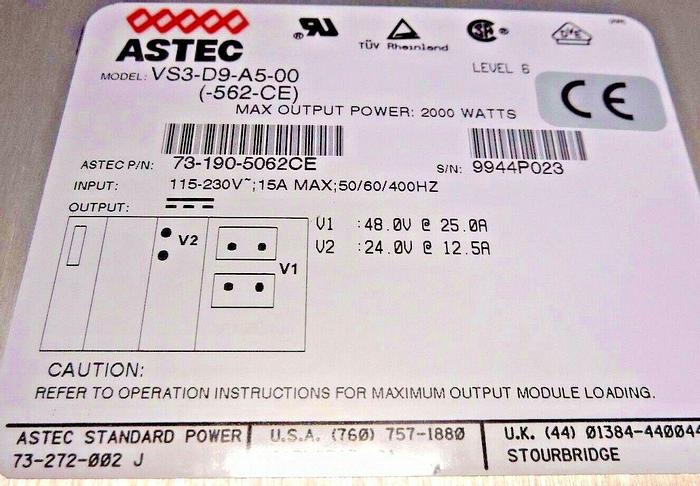 ASTEC
TÜV Rheinland
MODEL: VS3-D9-A5-00
(-562-CE)
LEVEL 6
CE
MAX OUTPUT POWER: 2000 WATTS
ASTEC P/N: 73-190-5062CE
S/N: 9944P023
INPUT: 115-230V~;15A MAX;50/60/400HZ
OUTPUT:
V1 :48.0V @ 25.0A
V2 :24.0V @ 12.5A
V2
V1
CAUTION:
REFER TO OPERATION INSTRUCTIONS FOR MAXIMUM OUTPUT MODULE LOADING.
ASTEC STANDARD POWER
73-272-002 J
U.S.A. (760) 757-1880
U.K. (44) 01384-440044
STOURBRIDGE